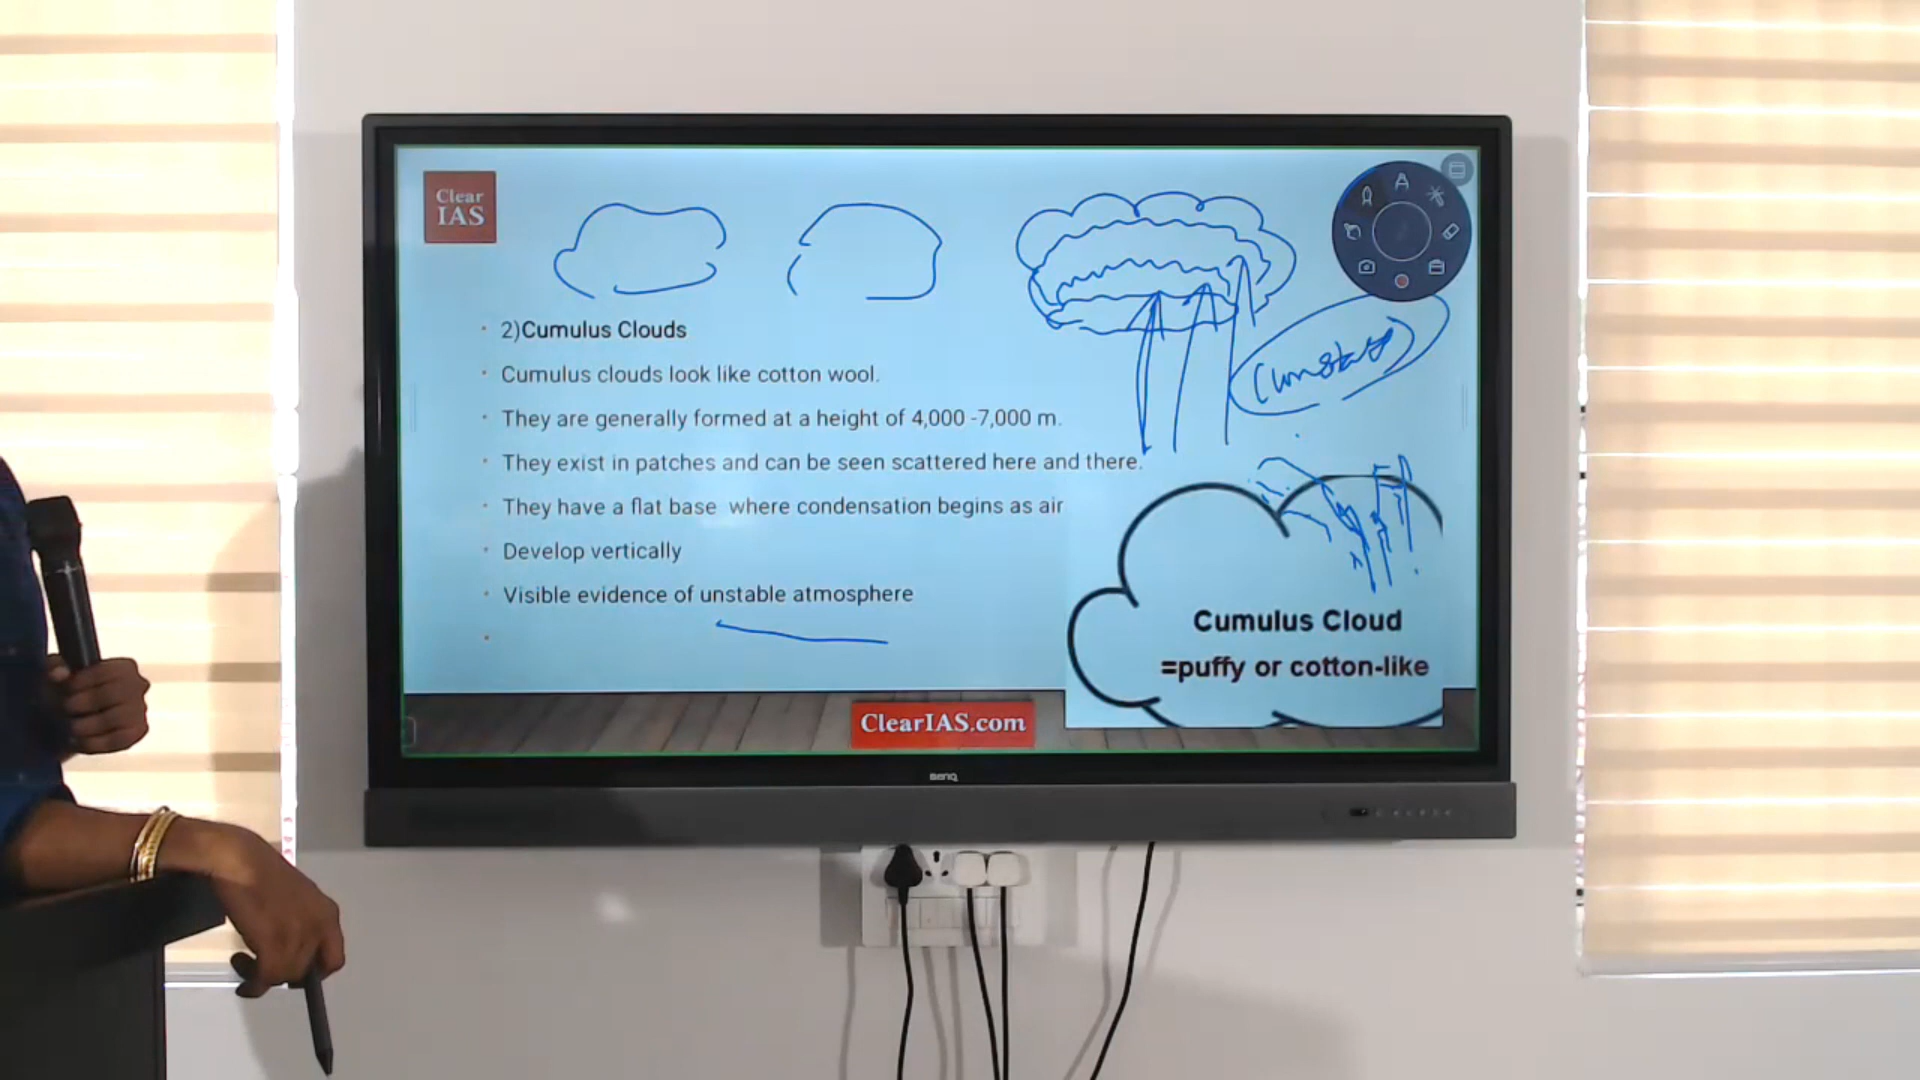 Clear
IAS
2)Cumulus Clouds
Cumulus clouds look like cotton wool.
They are generally formed at a height of 4,000 -7,000 m.
They exist in patches and can be seen scattered here and there.
They have a flat base where condensation begins as air
Develop vertically
Visible evidence of unstable atmosphere
Cumulus Cloud
=puffy or cotton-like
ClearIAS.com
BenQ